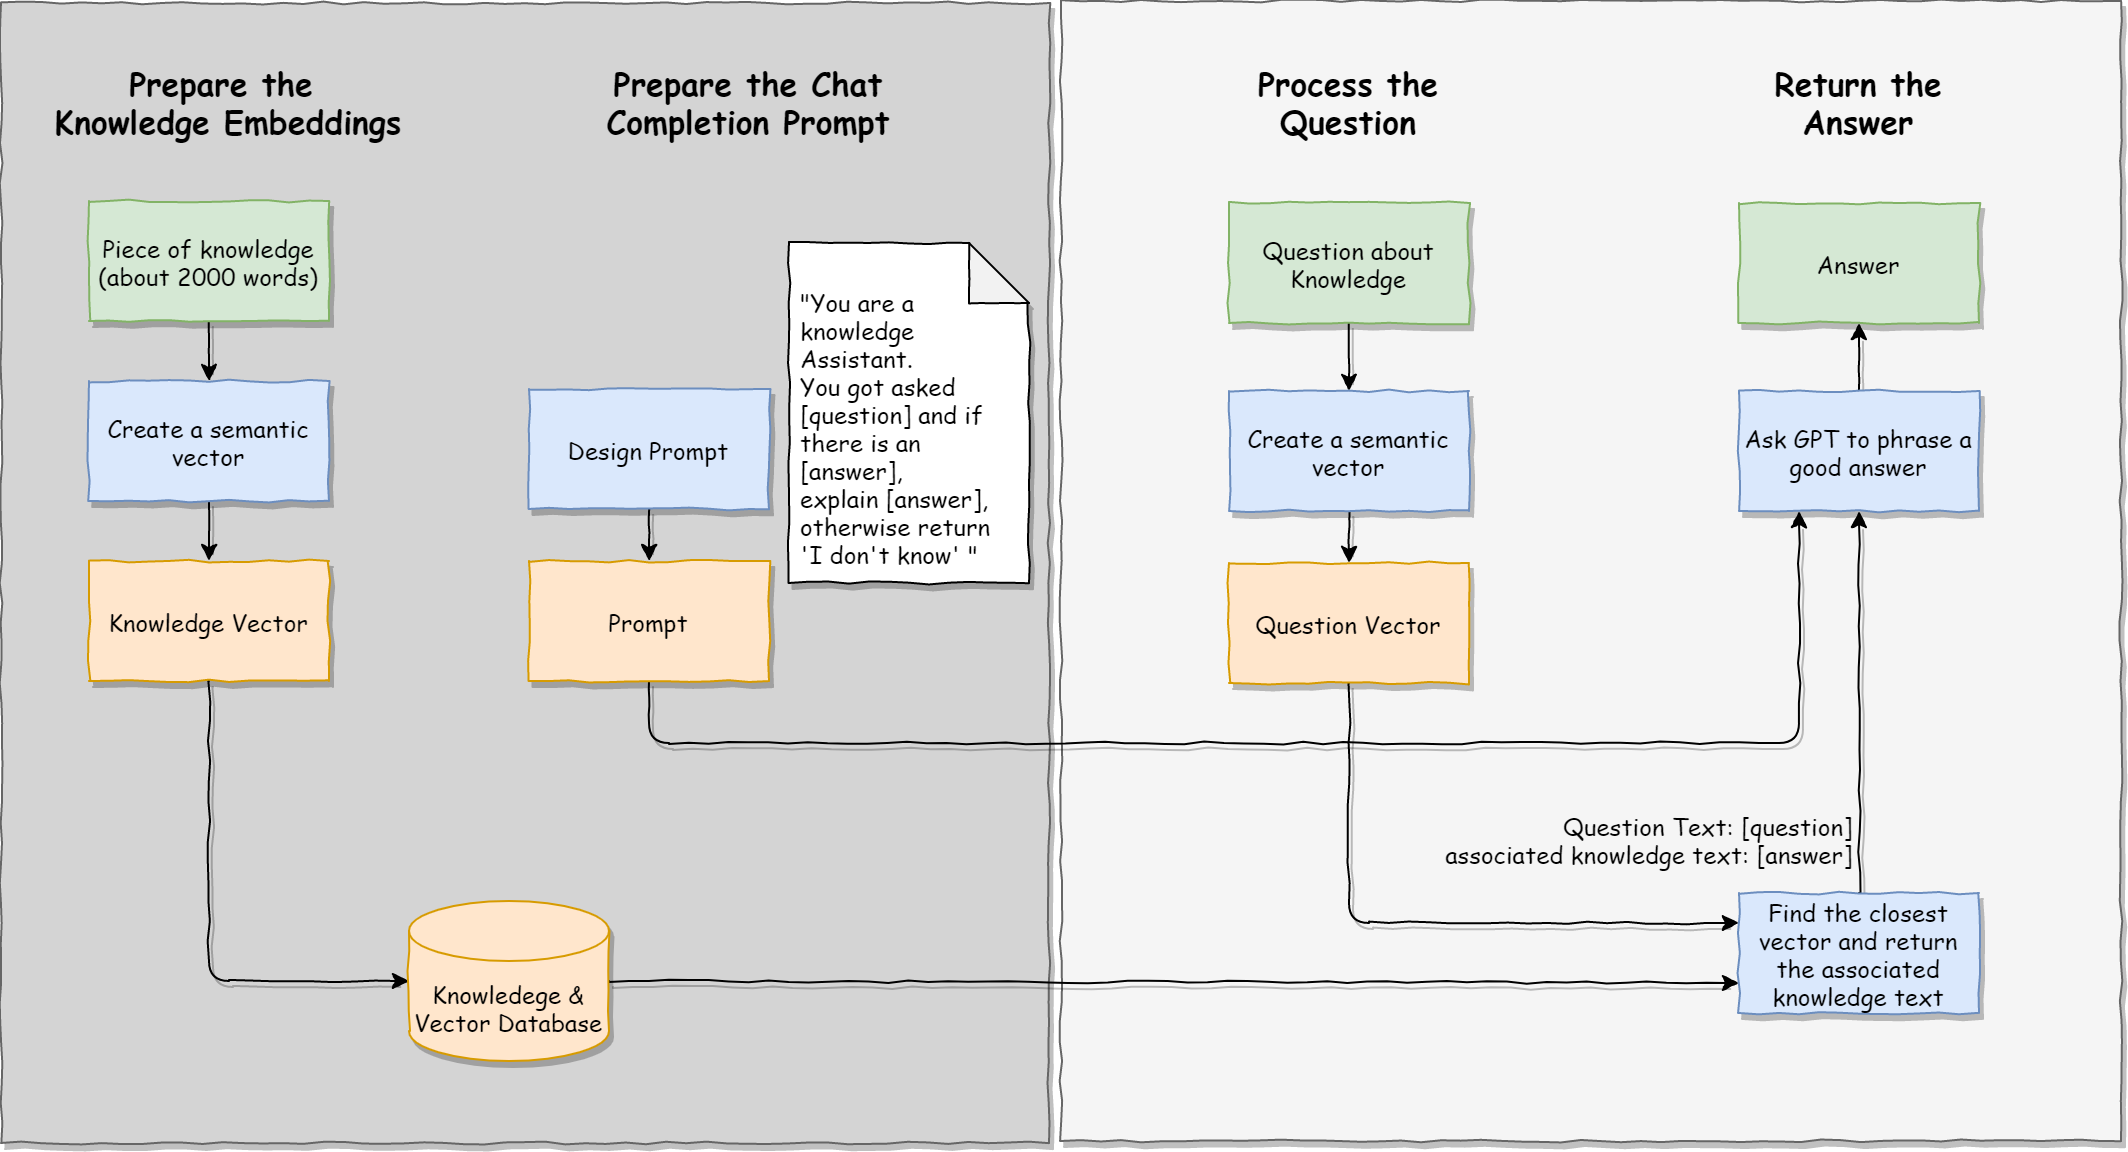 Prepare the
Knowledge Embeddings
Prepare the Chat
Completion Prompt
Process the
Question
Return the
Answer
Piece of knowledge
(about 2000 words)
Create a semantic
vector
Knowledge Vector
Design Prompt
Prompt
"You are a
knowledge
Assistant.
You got asked
[question] and if
there is an
[answer],
explain [answer],
otherwise return
'I don't know' "
Knowledege &
Vector Database
Question about
Knowledge
Create a semantic
vector
Question Vector
Answer
Ask GPT to phrase a
good answer
Question Text: [question]
associated knowledge text: [answer]
Find the closest
vector and return
the associated
knowledge text